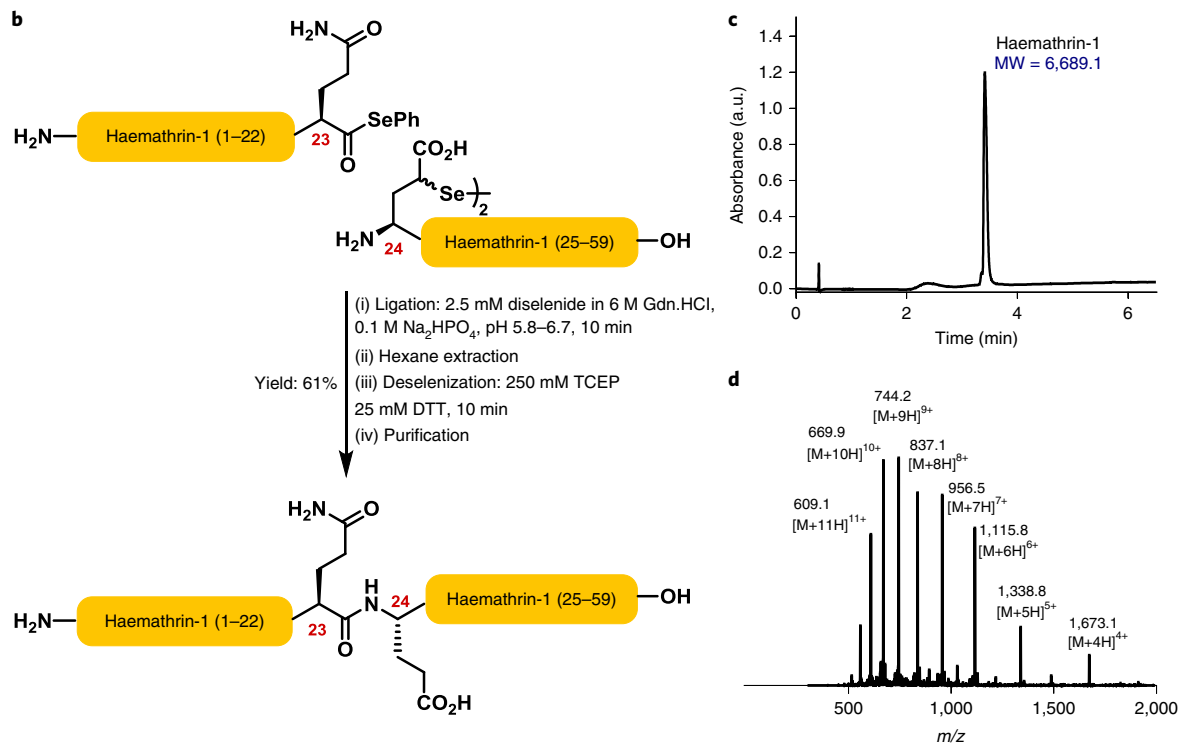 b
H₂N
O
H₂N
Haemathrin-1 (1–22)
23
SePh
O
CO₂H
Se
)₂
H₂N
24
Haemathrin-1 (25–59)
OH
Yield: 61%
(i) Ligation: 2.5 mM diselenide in 6 M Gdn.HCl,
0.1 M Na₂HPO₄, pH 5.8–6.7, 10 min
(ii) Hexane extraction
(iii) Deselenization: 250 mM TCEP
25 mM DTT, 10 min
(iv) Purification
H₂N
O
H₂N
Haemathrin-1 (1–22)
23
O
H
N
24
Haemathrin-1 (25–59)
OH
CO₂H
c
Absorbance (a.u.)
1.4
1.2
1.0
0.8
0.6
0.4
0.2
0.0
Haemathrin-1
MW = 6,689.1
0 2 4 6
Time (min)
d
744.2
[M+9H]⁹⁺
669.9
[M+10H]¹⁰⁺
837.1
[M+8H]⁸⁺
609.1
[M+11H]¹¹⁺
956.5
[M+7H]⁷⁺
1,115.8
[M+6H]⁶⁺
1,338.8
[M+5H]⁵⁺
1,673.1
[M+4H]⁴⁺
500 1,000 1,500 2,000
m/z